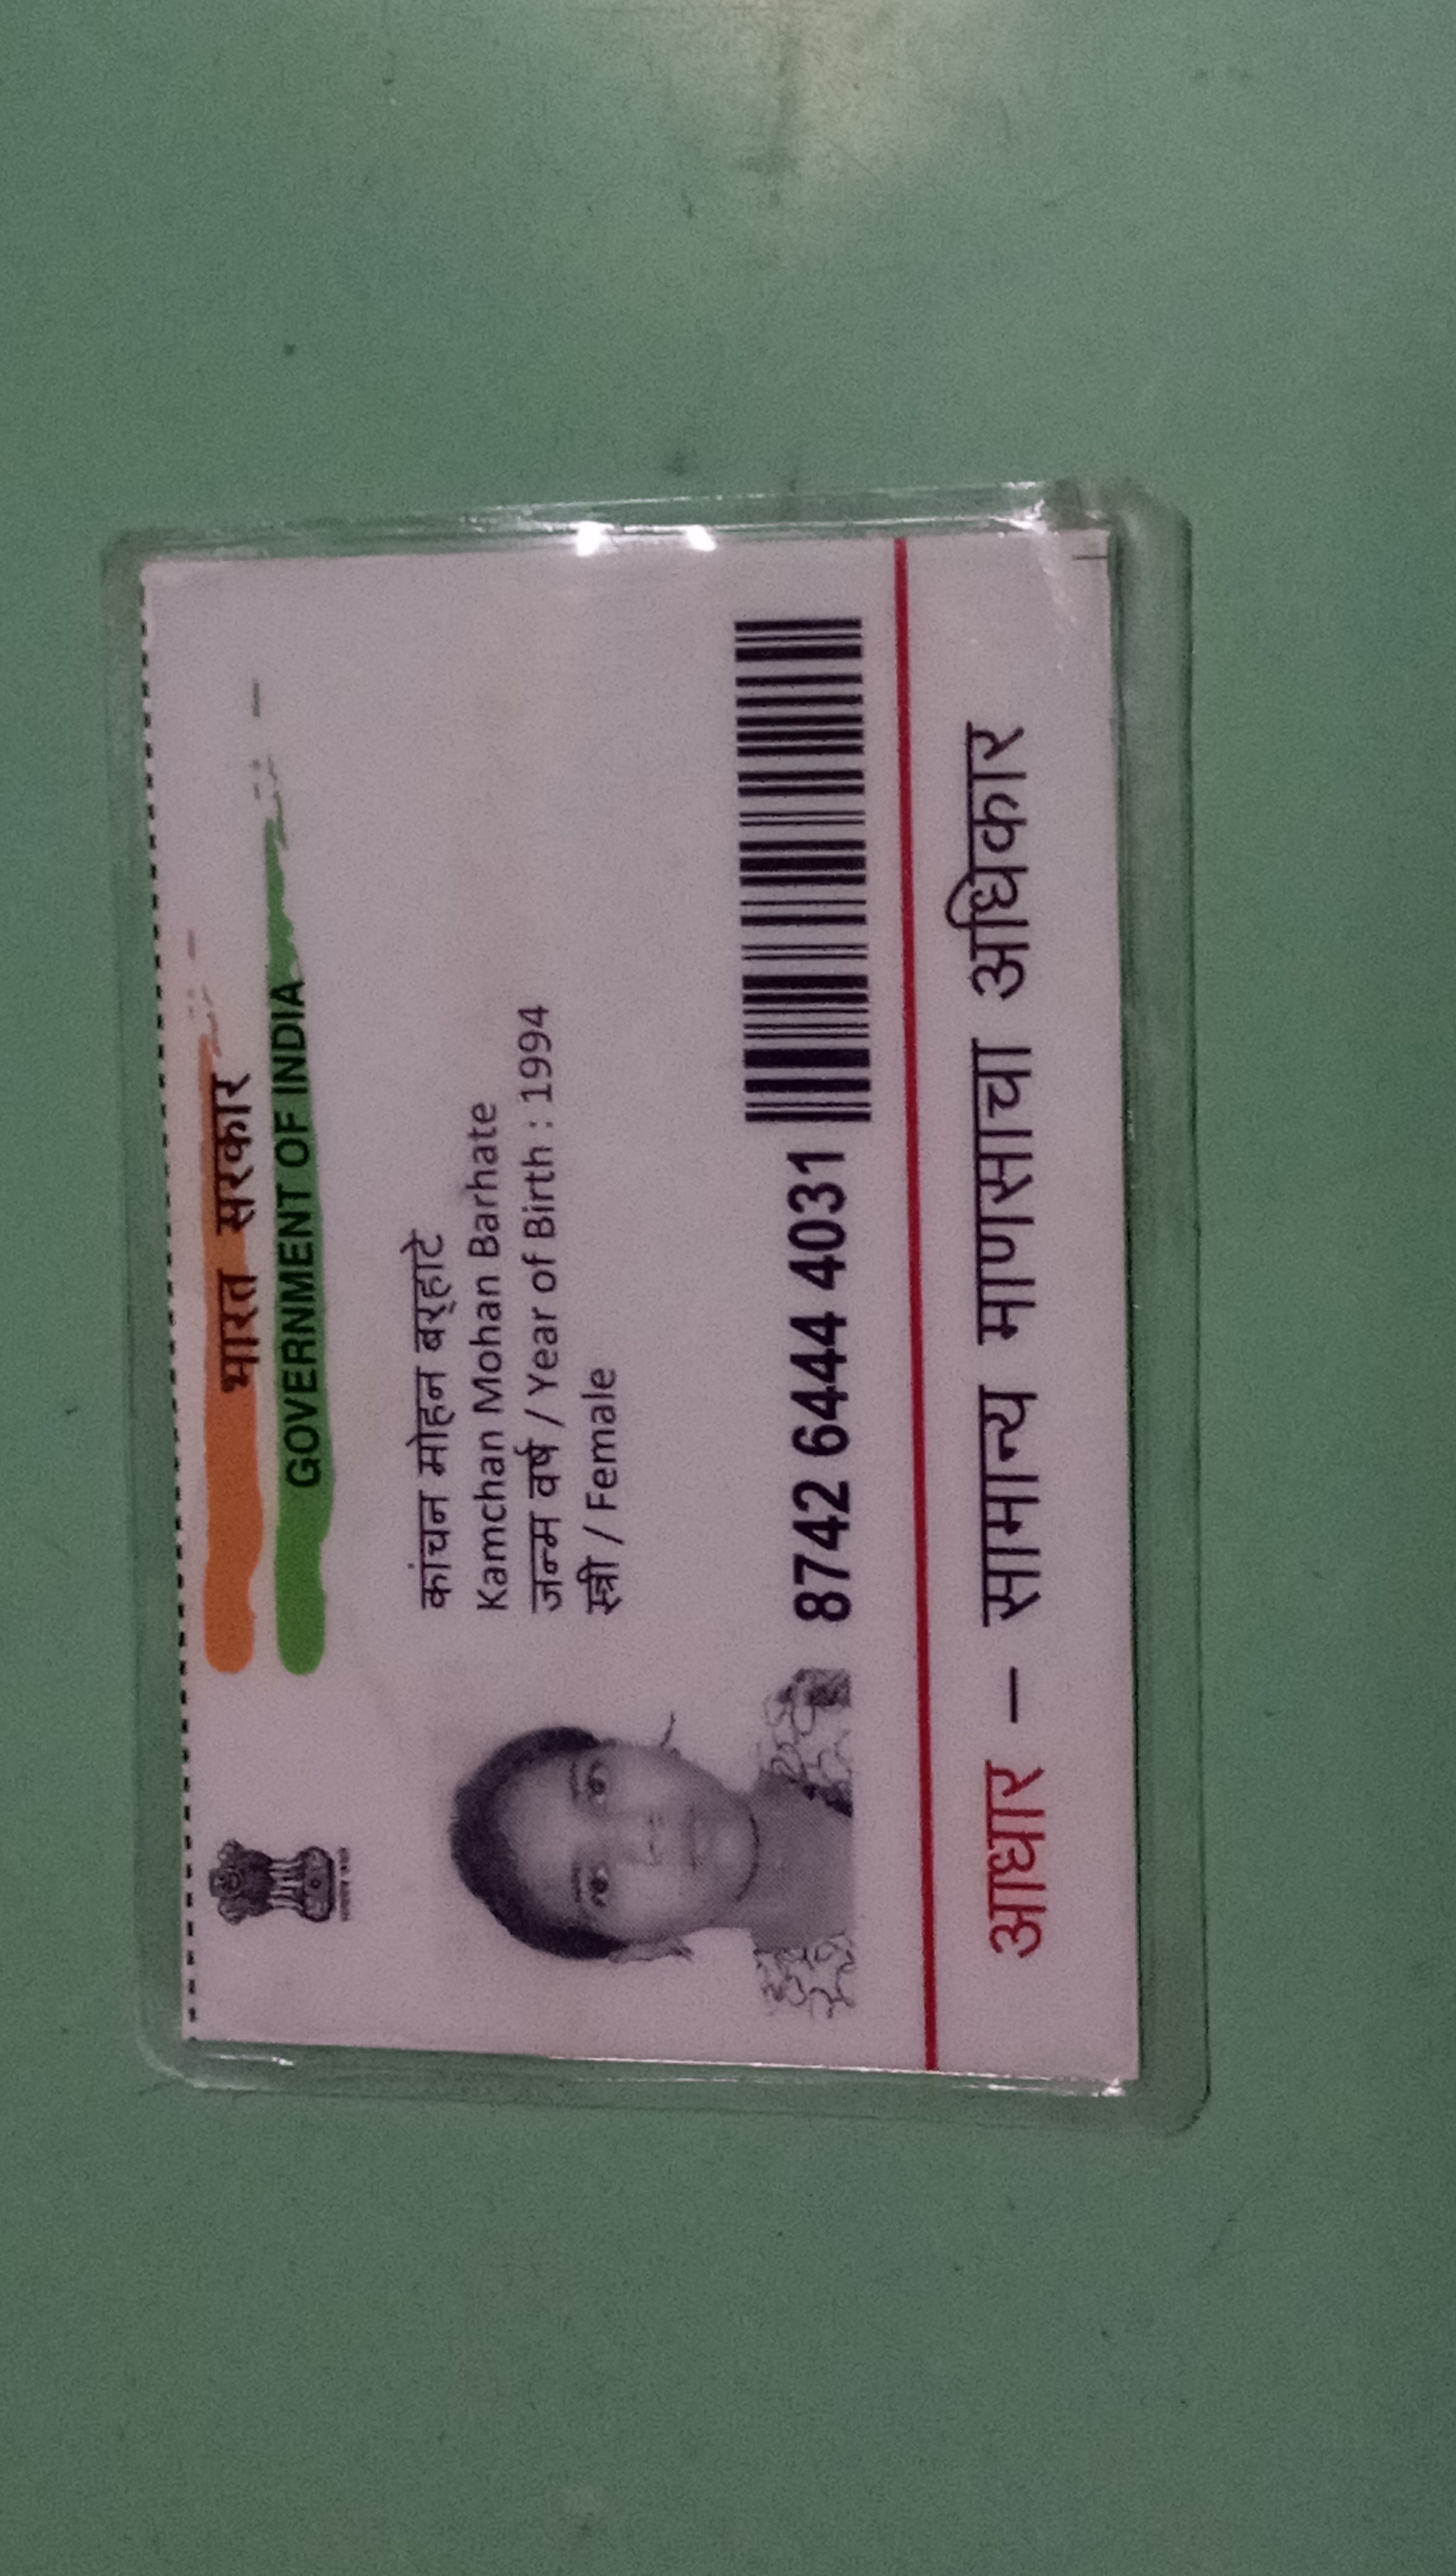 भारत सरकार
GOVERNMENT OF INDIA
कांचन मोहन बर्‍हाटे
Kamchan Mohan Barhate
जन्म वर्ष / Year of Birth : 1994
स्त्री / Female
8742 6444 4031
आधार – सामान्य माणसाचा अधिकार